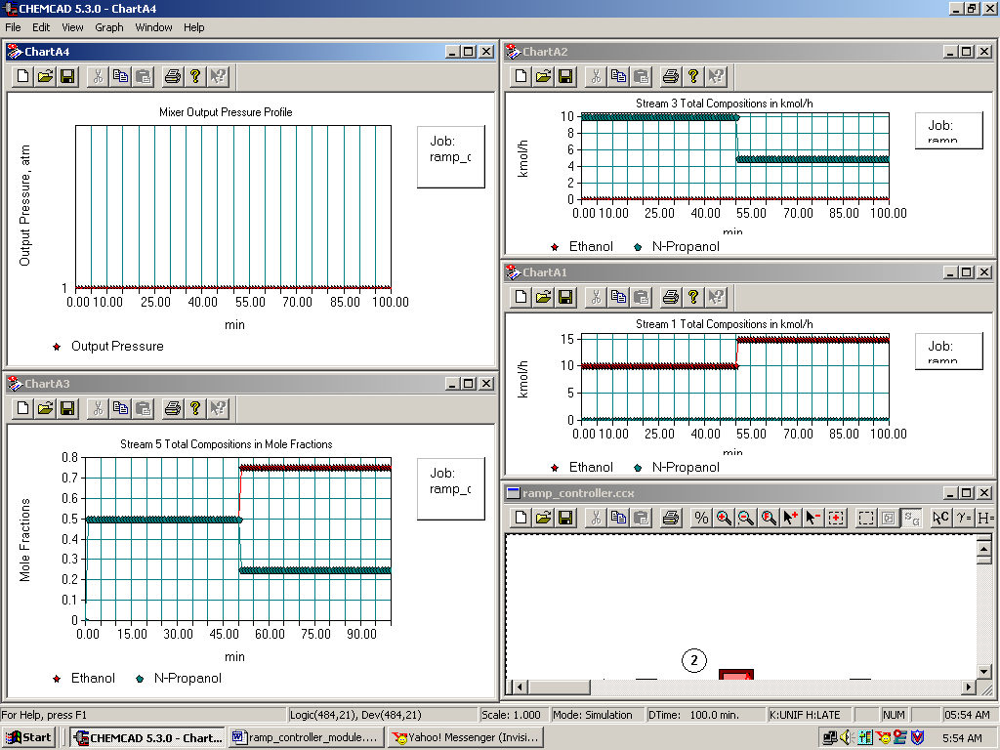 CHEMCAD 5.3.0 - ChartA4
File Edit View Graph Window Help
ChartA4
Mixer Output Pressure Profile
Output Pressure, atm
1
0.00 10.00 25.00 40.00 55.00 70.00 85.00 100.00
min
Output Pressure
Job:
ramp_c
ChartA2
Stream 3 Total Compositions in kmol/h
kmol/h
10
8
6
4
2
0
0.00 10.00 25.00 40.00 55.00 70.00 85.00 100.00
min
Ethanol N-Propanol
Job:
ramp
ChartA1
Stream 1 Total Compositions in kmol/h
kmol/h
15
10
5
0
0.00 10.00 25.00 40.00 55.00 70.00 85.00 100.00
min
Ethanol N-Propanol
Job:
ramp
ChartA3
Stream 5 Total Compositions in Mole Fractions
Mole Fractions
0.8
0.7
0.6
0.5
0.4
0.3
0.2
0.1
0
0.00 15.00 30.00 45.00 60.00 75.00 90.00
min
Ethanol N-Propanol
Job:
ramp_c
ramp_controller.ccx
% S G C γ= H=
2
For Help, press F1 Logic(484,21), Dev(484,21) Scale: 1.000 Mode: Simulation DTime: 100.0 min. K:UNIF H:LATE NUM 05:54 AM
Start CHEMCAD 5.3.0 - Chart... ramp_controller_module.... Yahoo! Messenger (Invisi... 5:54 AM